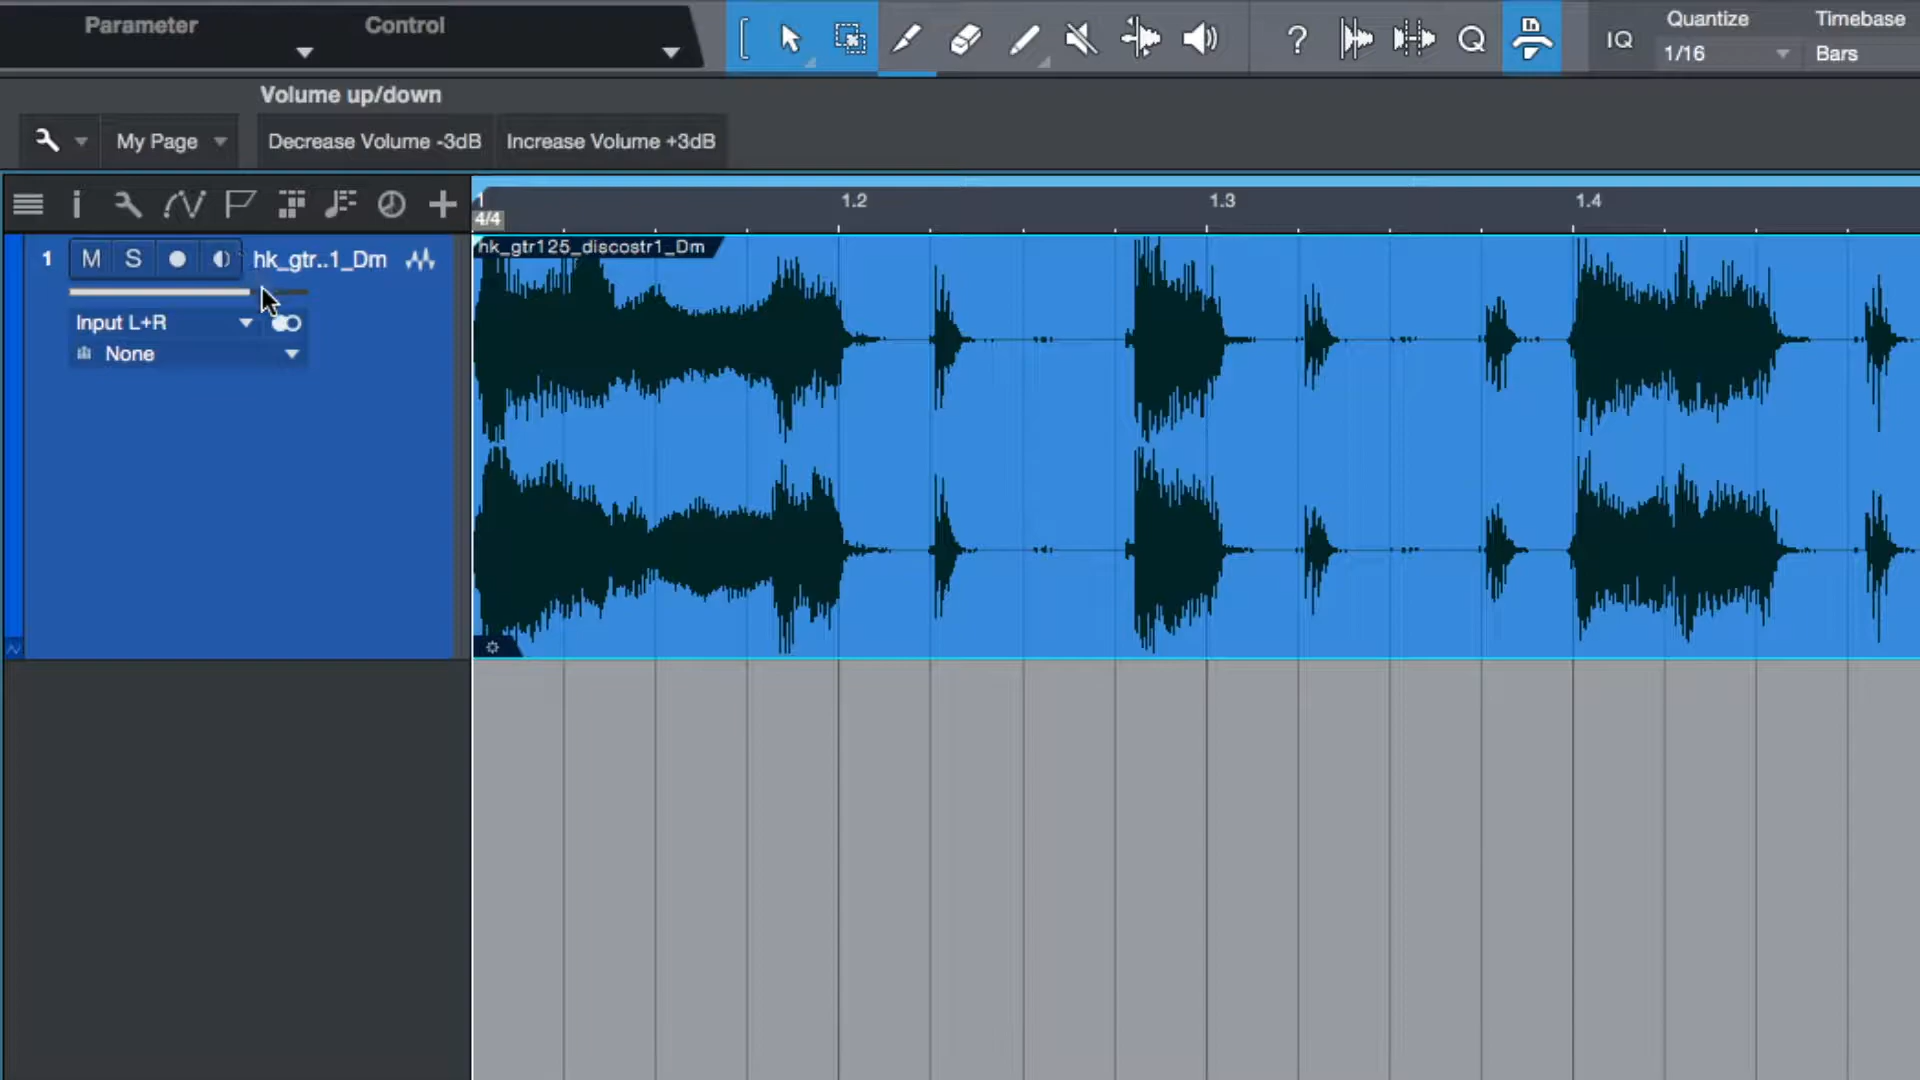 Parameter Control
Quantize Timebase
IQ 1/16 Bars
Volume up/down
My Page Decrease Volume -3dB Increase Volume +3dB
1 1.2 1.3 1.4
4/4
1 M S hk_gtr..1_Dm
hk_gtr125_discostr1_Dm
Input L+R
None